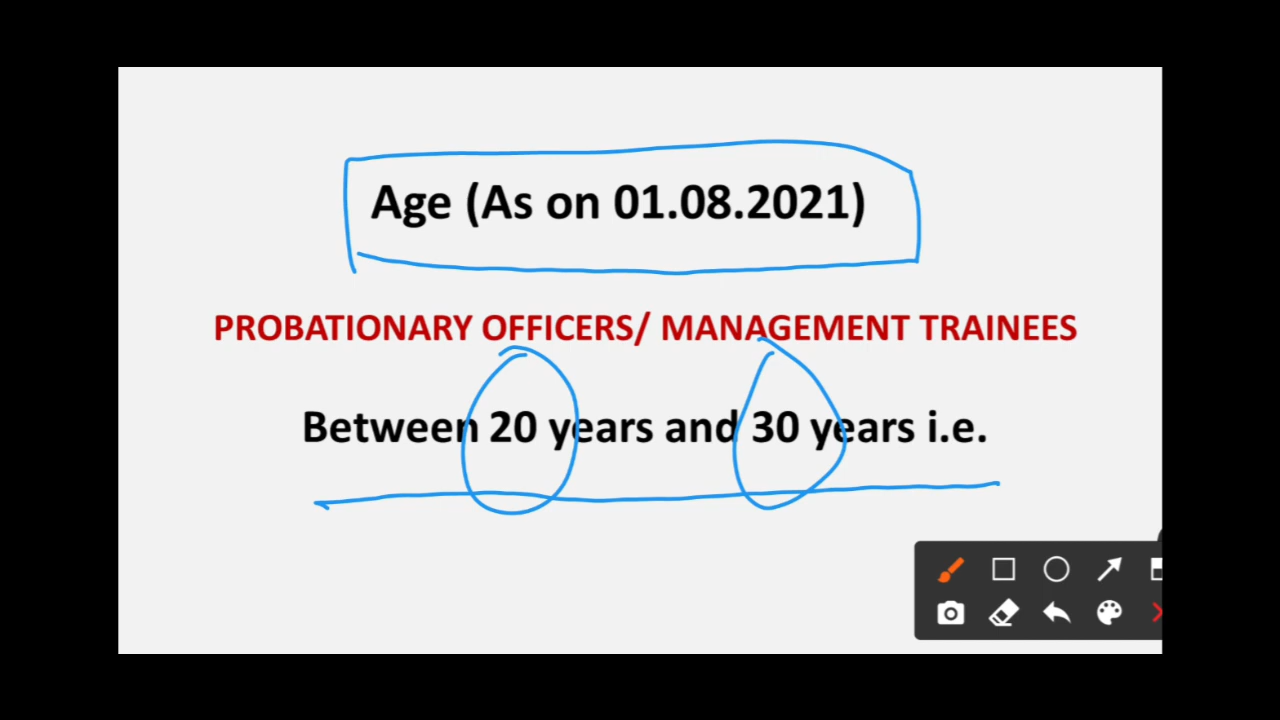 Age (As on 01.08.2021)
PROBATIONARY OFFICERS/ MANAGEMENT TRAINEES
Between 20 years and 30 years i.e.